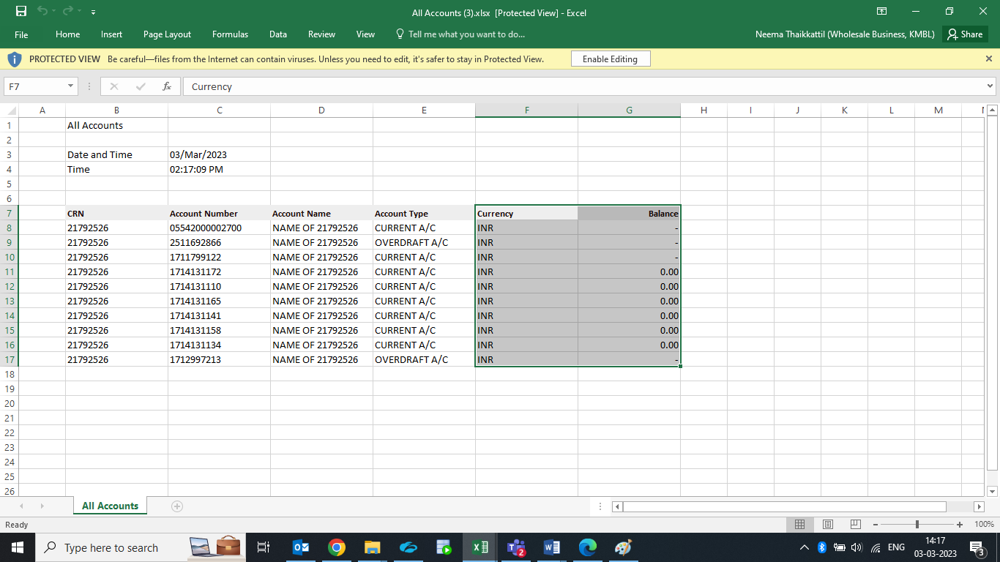 All Accounts (3).xlsx [Protected View] - Excel
File Home Insert Page Layout Formulas Data Review View Tell me what you want to do... Neema Thaikkattil (Wholesale Business, KMBL) Share
PROTECTED VIEW Be careful—files from the Internet can contain viruses. Unless you need to edit, it's safer to stay in Protected View. Enable Editing
F7 fx Currency
A B C D E F G H I J K L M
1 All Accounts
2
3 Date and Time 03/Mar/2023
4 Time 02:17:09 PM
5
6
7 CRN Account Number Account Name Account Type Currency Balance
8 21792526 05542000002700 NAME OF 21792526 CURRENT A/C INR -
9 21792526 2511692866 NAME OF 21792526 OVERDRAFT A/C INR -
10 21792526 1711799122 NAME OF 21792526 CURRENT A/C INR -
11 21792526 1714131172 NAME OF 21792526 CURRENT A/C INR 0.00
12 21792526 1714131110 NAME OF 21792526 CURRENT A/C INR 0.00
13 21792526 1714131165 NAME OF 21792526 CURRENT A/C INR 0.00
14 21792526 1714131141 NAME OF 21792526 CURRENT A/C INR 0.00
15 21792526 1714131158 NAME OF 21792526 CURRENT A/C INR 0.00
16 21792526 1714131134 NAME OF 21792526 CURRENT A/C INR 0.00
17 21792526 1712997213 NAME OF 21792526 OVERDRAFT A/C INR -
18
19
20
21
22
23
24
25
26
All Accounts
Ready 100%
Type here to search ENG 14:17
03-03-2023
2
3